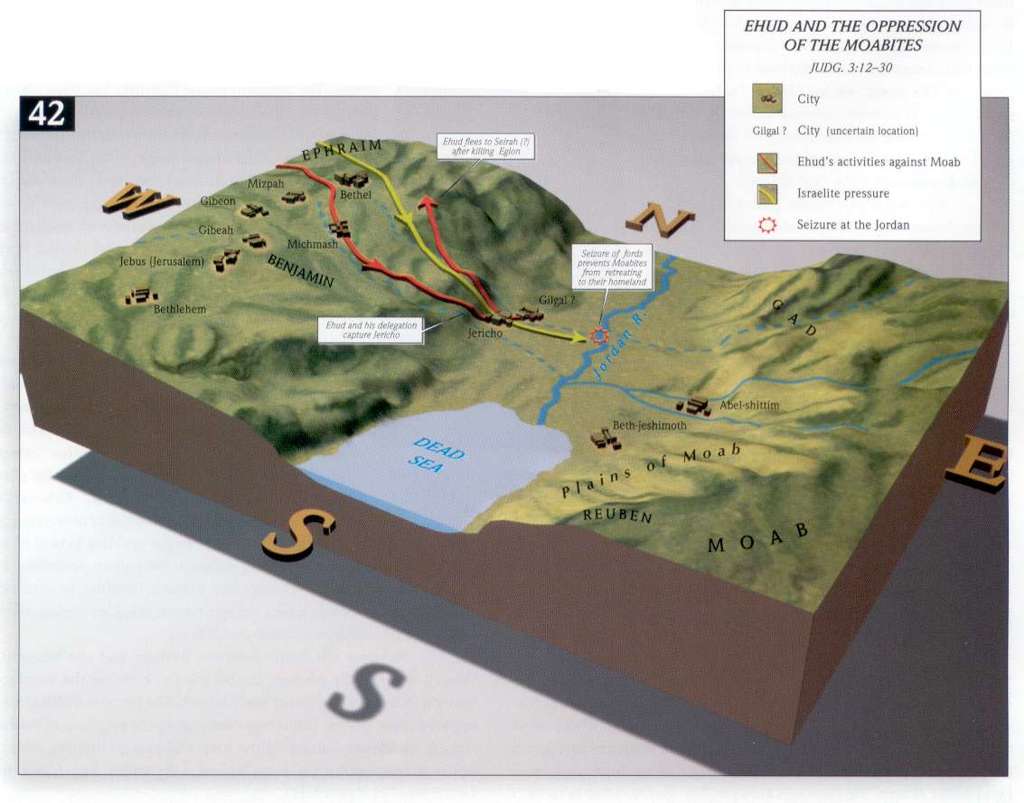 EHUD AND THE OPPRESSION
OF THE MOABITES
JUDG. 3:12–30
City
Gilgal ? City (uncertain location)
Ehud's activities against Moab
Israelite pressure
Seizure at the Jordan
42
Ehud flees to Seirah (?)
after killing Eglon
EPHRAIM
W
N
Mizpah
Bethel
Gibeon
Gibeah
Michmash
Jebus (Jerusalem)
BENJAMIN
Bethlehem
Seizure of fords
prevents Moabites
from retreating
to their homeland
Gilgal ?
Jericho
Ehud and his delegation
capture Jericho
Jordan R.
GAD
Abel-shittim
Beth-jeshimoth
DEAD
SEA
Plains of Moab
REUBEN
MOAB
E
S
S